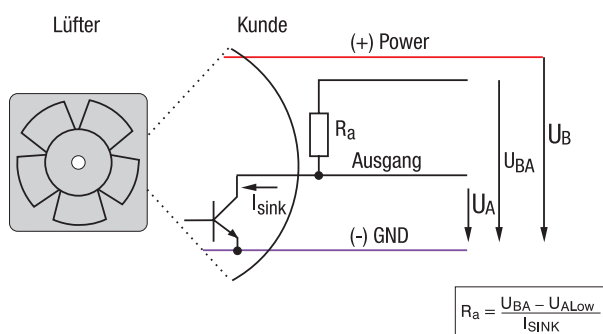 Lüfter
Kunde
(+) Power
Ra
UB
UBA
Ausgang
Isink
UA
(-) GND
Ra = UBA – UALow
ISINK